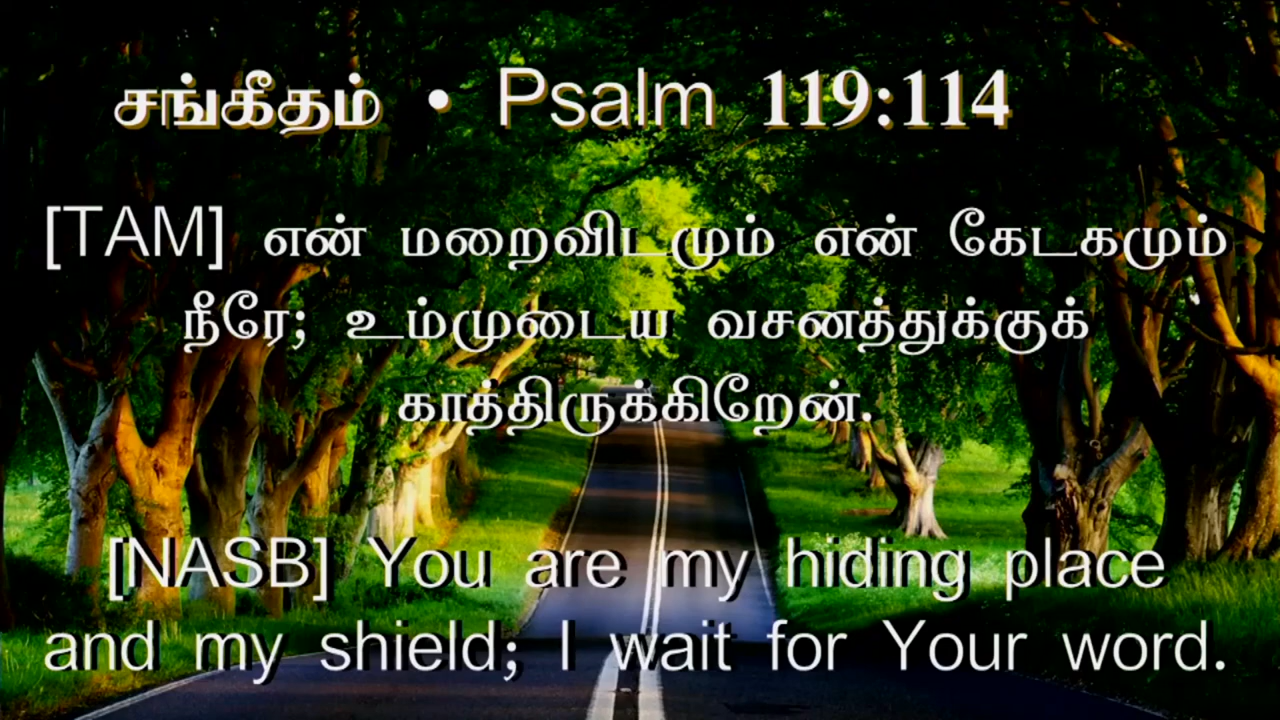 சங்கீதம் • Psalm 119:114
[TAM] என் மறைவிடமும் என் கேடகமும்
நீரே; உம்முடைய வசனத்துக்குக்
காத்திருக்கிறேன்.
[NASB] You are my hiding place
and my shield; I wait for Your word.